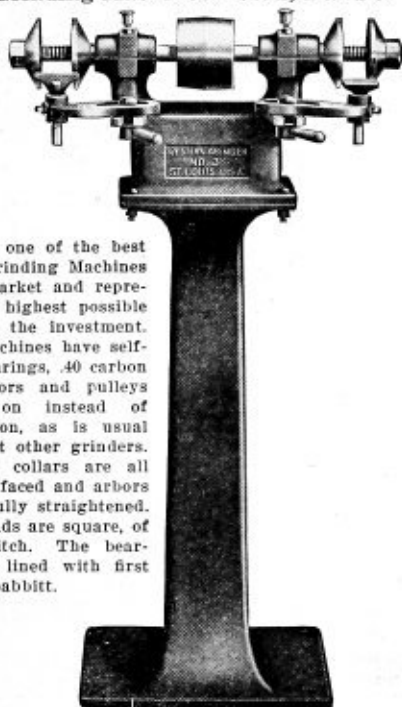 NO. 3
ST. LOUIS U.S.A.
one of the best
rinding Machines
arket and repre-
highest possible
the investment.
chines have self-
rings, .40 carbon
ors and pulleys
on instead of
on, as is usual
t other grinders.
collars are all
faced and arbors
ully straightened.
ds are square, of
itch. The bear-
lined with first
abbitt.